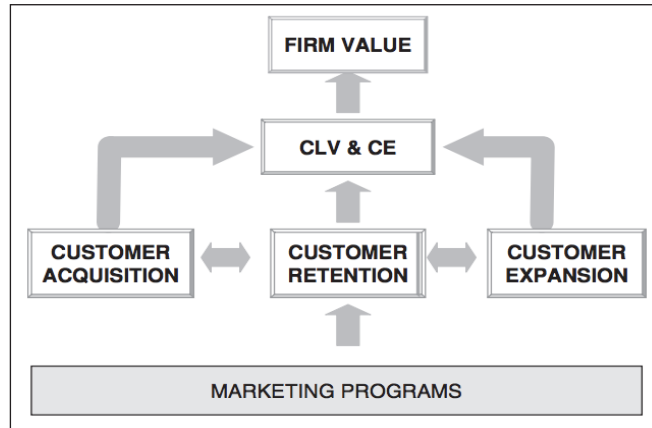 FIRM VALUE
CLV & CE
CUSTOMER
ACQUISITION
CUSTOMER
RETENTION
CUSTOMER
EXPANSION
MARKETING PROGRAMS